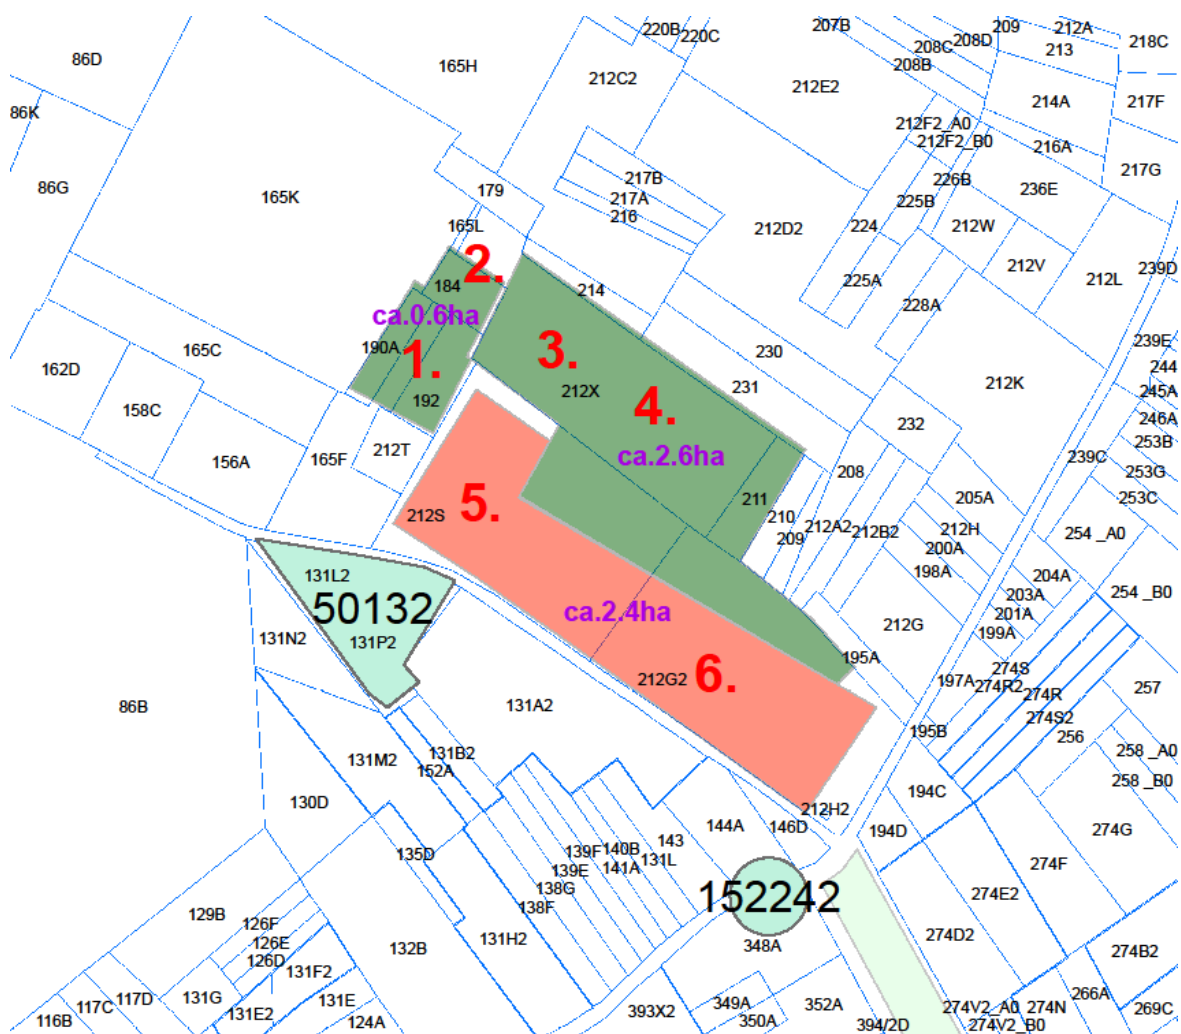 86D
165H
220B
220C
207B
208C
208D
209
212A
218C
213
212C2
208B
212E2
214A
217F
86K
212F2_A0
212F2_B0
216A
217G
86G
165K
179
217B
217A
216
226B
225B
236E
165L
224
212D2
212W
212V
239D
212L
2.
184
214
225A
228A
ca.0.6ha
190A
1.
3.
239E
165C
230
244
162D
212X
231
212K
245A
192
4.
158C
246A
232
253B
212T
ca.2.6ha
239C
156A
165F
208
253G
5.
211
205A
253C
212S
210
209
212A2
212B2
212H
254 _A0
200A
198A
131L2
204A
203A
254 _B0
50132
ca.2.4ha
201A
131N2
131P2
212G
199A
195A
274S
6.
212G2
197A
274R2
274R
257
86B
131A2
274S2
195B
256
131B2
258 _A0
131M2
152A
258 _B0
130D
194C
212H2
144A
146D
194D
274G
143
135D
139F
140B
131L
139E
141A
274F
138G
152242
274E2
138F
129B
126F
131H2
126E
132B
348A
274D2
274B2
126D
131F2
131G
117D
117C
131E
131E2
116B
124A
393X2
349A
350A
352A
394/2D
274V2_A0
274V2_B0
274N
266A
269C